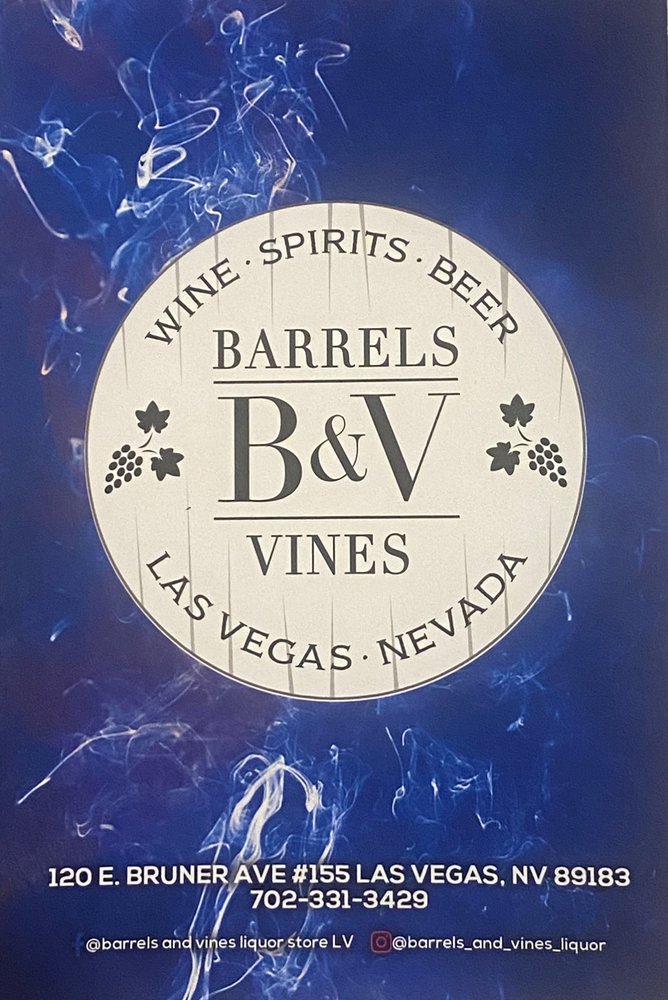 WINE · SPIRITS · BEER
BARRELS
B&V
VINES
LAS VEGAS · NEVADA
120 E. BRUNER AVE #155 LAS VEGAS, NV 89183
702-331-3429
@barrels and vines liquor store LV @barrels_and_vines_liquor